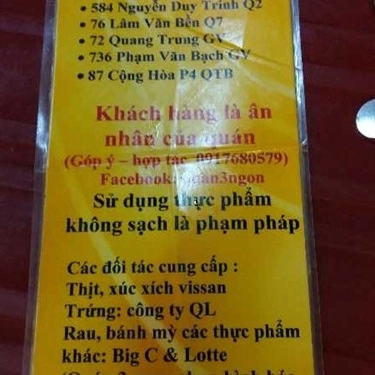 • 584 Nguyễn Duy Trinh Q2
• 76 Lâm Văn Bền Q7
• 72 Quang Trung GV
• 736 Phạm Văn Bạch GV
• 87 Cộng Hòa P4 QTB
Khách hàng là ân
nhân của quán
(Góp ý – hợp tác 0917680579)
Facebook: quan3ngon
Sử dụng thực phẩm
không sạch là phạm pháp
Các đối tác cung cấp :
Thịt, xúc xích vissan
Trứng: công ty QL
Rau, bánh mỳ các thực phẩm
khác: Big C & Lotte